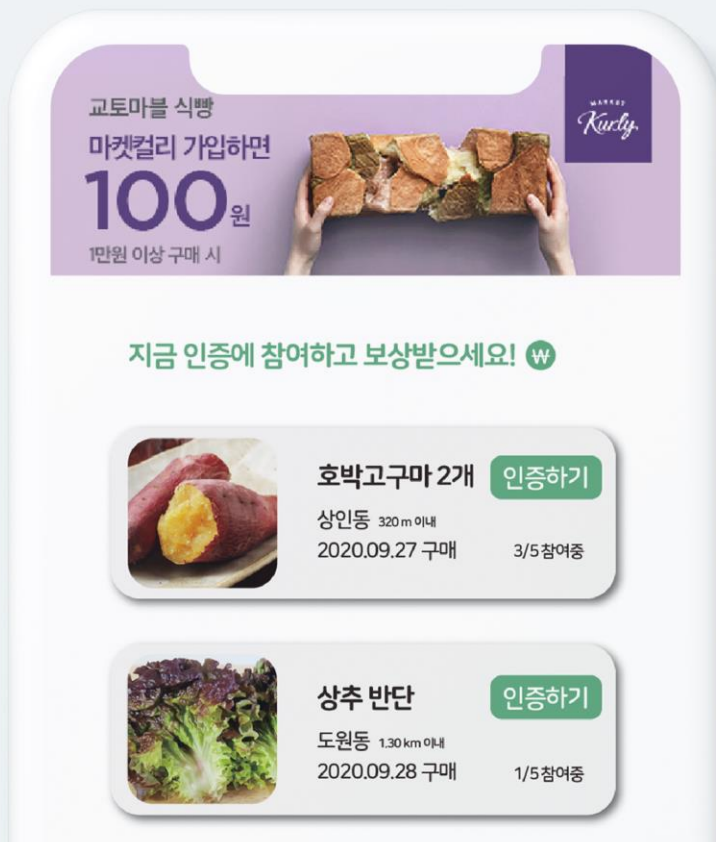 교토마블 식빵
마켓컬리 가입하면
100원
1만원 이상 구매 시
MARKET
Kurly
지금 인증에 참여하고 보상받으세요! ₩
호박고구마 2개
인증하기
상인동 320m 이내
2020.09.27 구매
3/5 참여중
상추 반단
인증하기
도원동 1.30km 이내
2020.09.28 구매
1/5 참여중